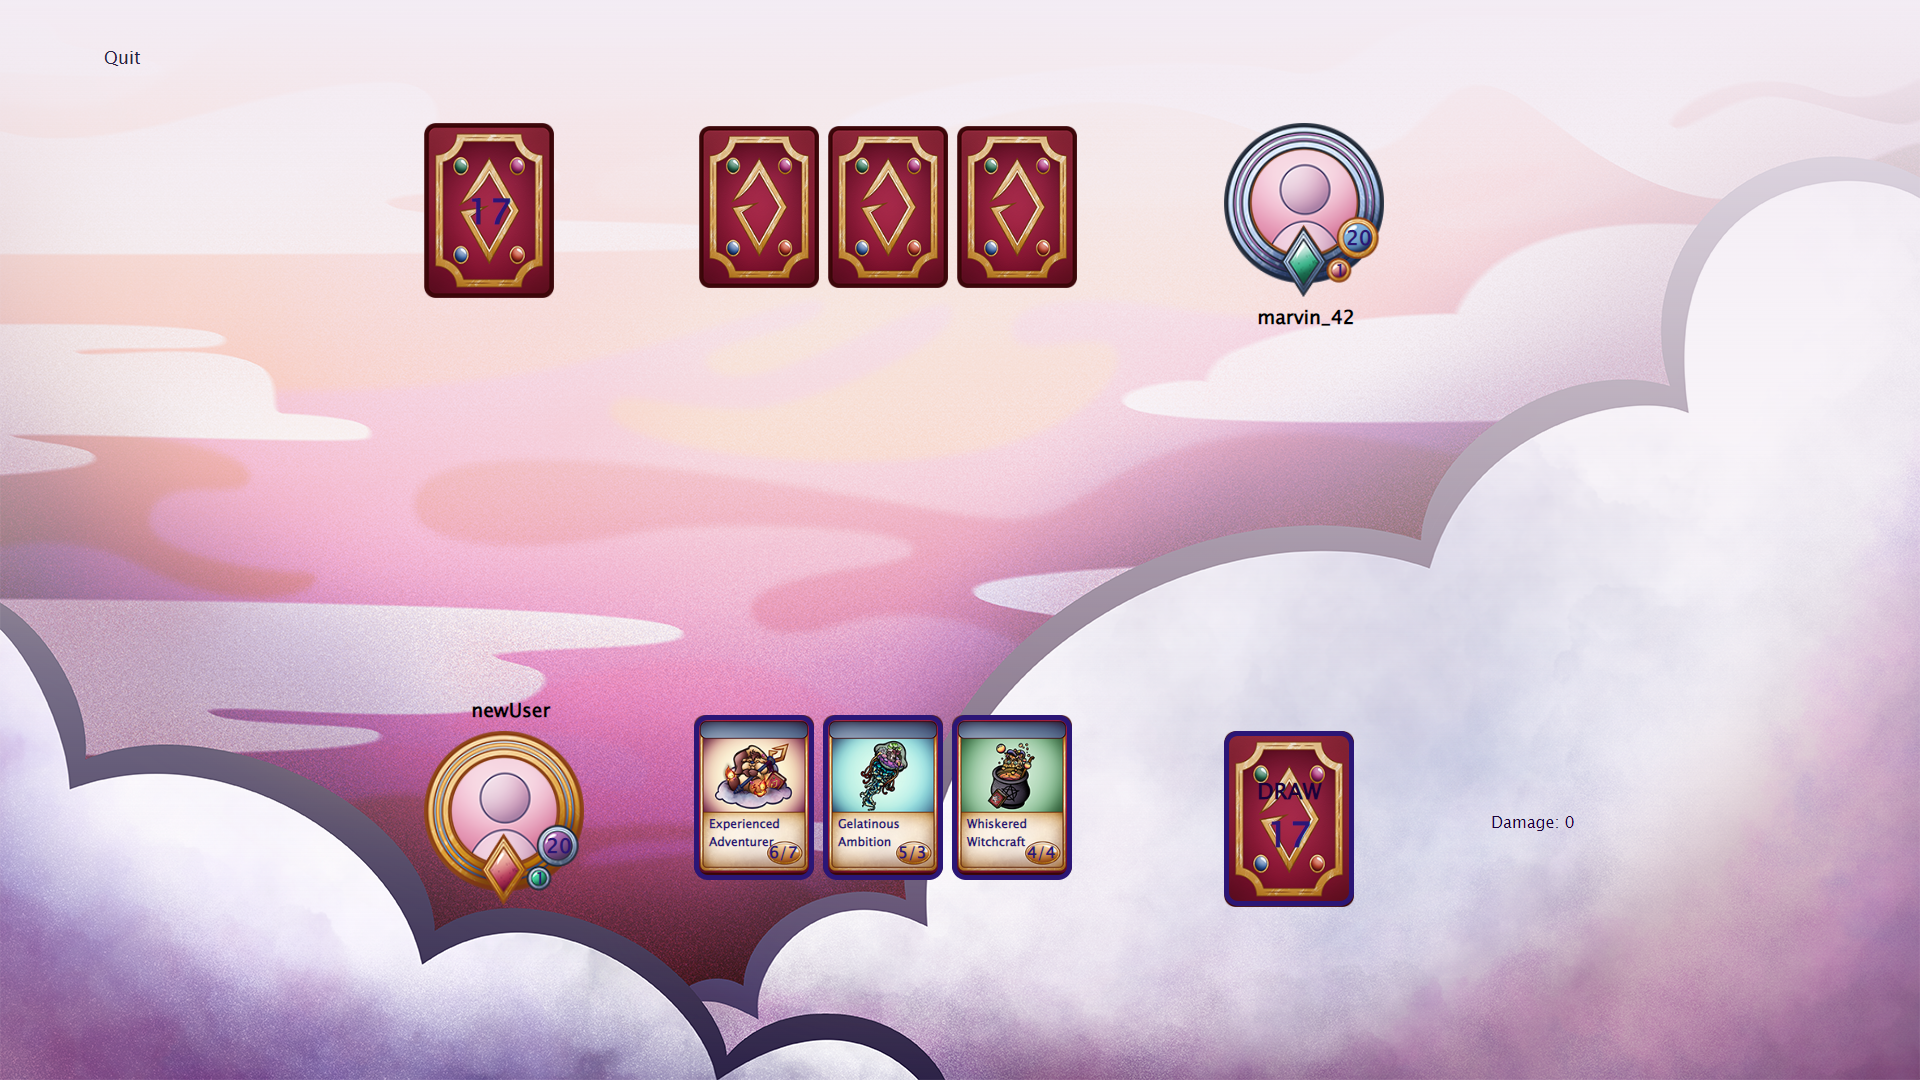 Quit
17
20
1
marvin_42
newUser
20
1
Experienced
Adventurer
6/7
Gelatinous
Ambition
5/3
Whiskered
Witchcraft
4/4
DRAW
17
Damage: 0